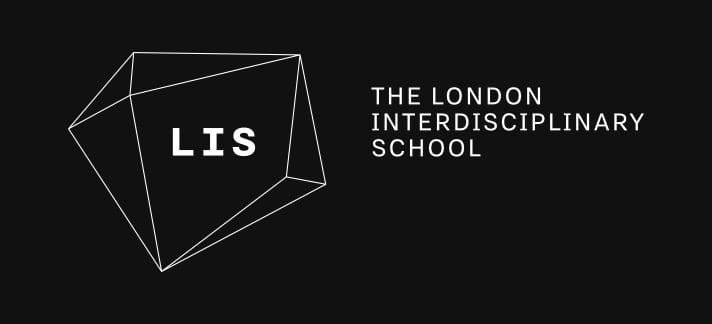 LIS
THE LONDON
INTERDISCIPLINARY
SCHOOL